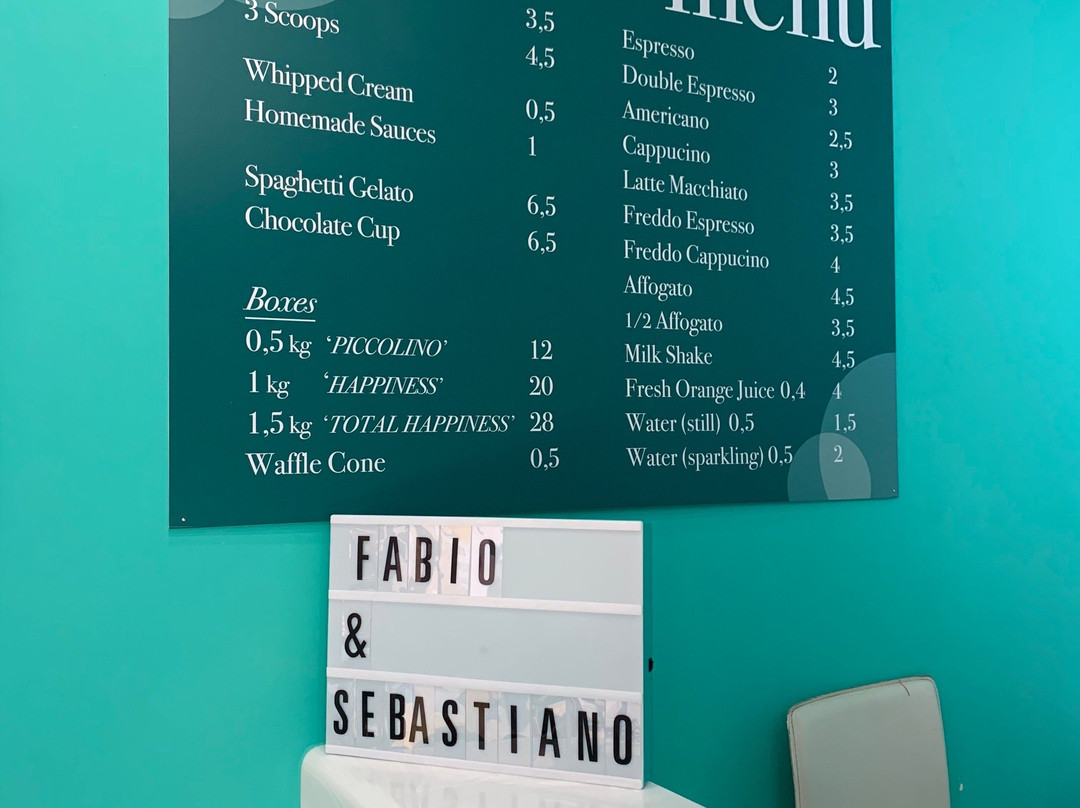 3,5
3 Scoops 4,5
Whipped Cream 0,5
Homemade Sauces 1
Spaghetti Gelato 6,5
Chocolate Cup 6,5
Boxes
0,5 kg ‘PICCOLINO’ 12
1 kg ‘HAPPINESS’ 20
1,5 kg ‘TOTAL HAPPINESS’ 28
Waffle Cone 0,5
menu
Espresso 2
Double Espresso 3
Americano 2,5
Cappucino 3
Latte Macchiato 3,5
Freddo Espresso 3,5
Freddo Cappucino 4
Affogato 4,5
1/2 Affogato 3,5
Milk Shake 4,5
Fresh Orange Juice 0,4 4
Water (still) 0,5 1,5
Water (sparkling) 0,5 2
FABIO
&
SEBASTIANO